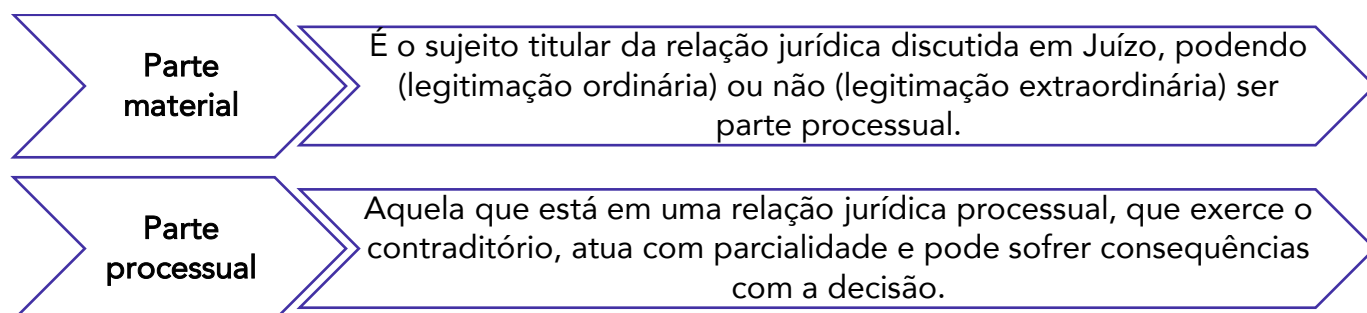 Parte
material
É o sujeito titular da relação jurídica discutida em Juízo, podendo
(legitimação ordinária) ou não (legitimação extraordinária) ser
parte processual.
Parte
processual
Aquela que está em uma relação jurídica processual, que exerce o
contraditório, atua com parcialidade e pode sofrer consequências
com a decisão.